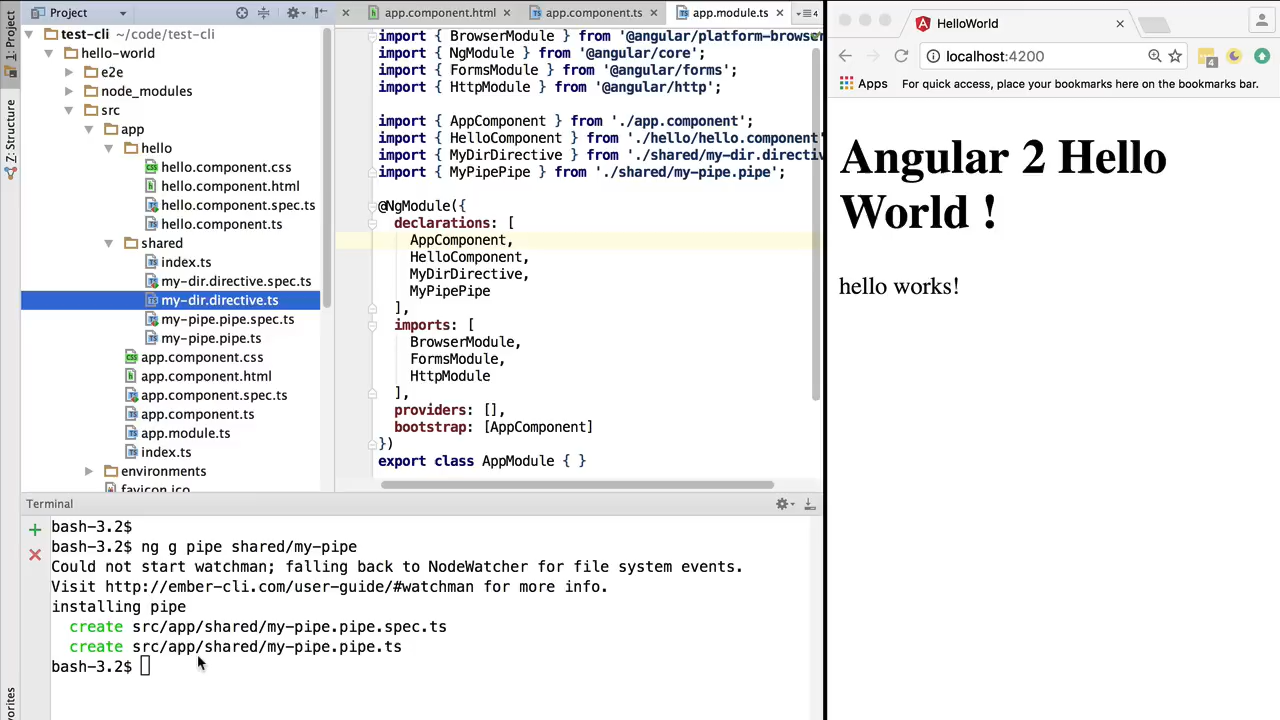 1: Project
Z: Structure
Project
test-cli ~/code/test-cli
hello-world
e2e
node_modules
src
app
hello
hello.component.css
hello.component.html
hello.component.spec.ts
hello.component.ts
shared
index.ts
my-dir.directive.spec.ts
my-dir.directive.ts
my-pipe.pipe.spec.ts
my-pipe.pipe.ts
app.component.css
app.component.html
app.component.spec.ts
app.component.ts
app.module.ts
index.ts
environments
favicon.ico
app.component.html app.component.ts app.module.ts 4
import { BrowserModule } from '@angular/platform-browser
import { NgModule } from '@angular/core';
import { FormsModule } from '@angular/forms';
import { HttpModule } from '@angular/http';
import { AppComponent } from './app.component';
import { HelloComponent } from './hello/hello.component'
import { MyDirDirective } from './shared/my-dir.directiv
import { MyPipePipe } from './shared/my-pipe.pipe';
@NgModule({
declarations: [
AppComponent,
HelloComponent,
MyDirDirective,
MyPipePipe
],
imports: [
BrowserModule,
FormsModule,
HttpModule
],
providers: [],
bootstrap: [AppComponent]
})
export class AppModule { }
Terminal
bash-3.2$
bash-3.2$ ng g pipe shared/my-pipe
Could not start watchman; falling back to NodeWatcher for file system events.
Visit http://ember-cli.com/user-guide/#watchman for more info.
installing pipe
create src/app/shared/my-pipe.pipe.spec.ts
create src/app/shared/my-pipe.pipe.ts
bash-3.2$
vorites
HelloWorld
localhost:4200
4
Apps For quick access, place your bookmarks here on the bookmarks bar.
Angular 2 Hello
World !
hello works!